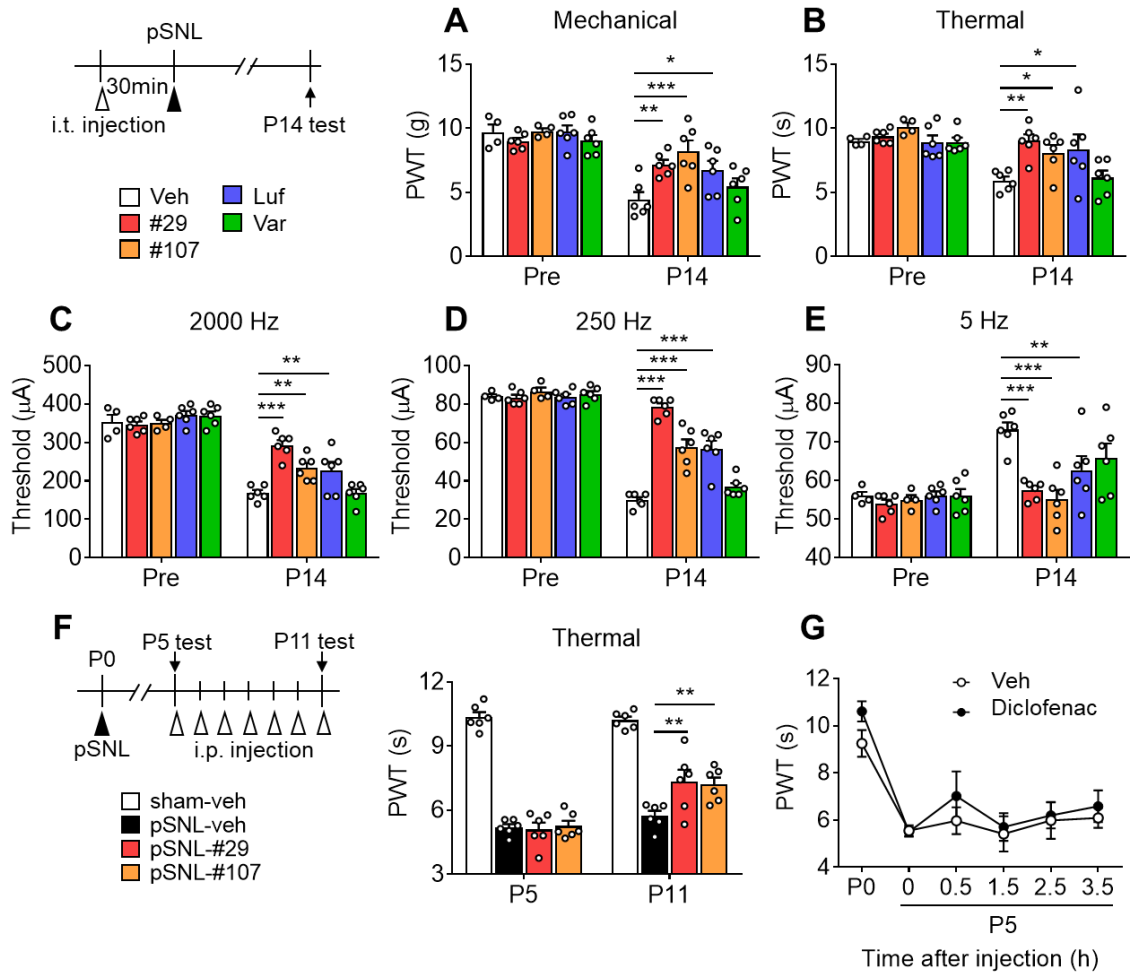 pSNL
30min
i.t. injection
P14 test
Veh
#29
#107
Luf
Var
A
Mechanical
PWT (g)
15
10
5
0
**
***
*
Pre
P14
B
Thermal
PWT (s)
15
10
5
0
**
*
*
Pre
P14
C
2000 Hz
Threshold (μA)
500
400
300
200
100
0
***
**
**
Pre
P14
D
250 Hz
Threshold (μA)
100
80
60
40
20
0
***
***
***
Pre
P14
E
5 Hz
Threshold (μA)
90
80
70
60
50
40
***
***
**
Pre
P14
F
P0
P5 test
P11 test
pSNL
i.p. injection
sham-veh
pSNL-veh
pSNL-#29
pSNL-#107
Thermal
PWT (s)
12
9
6
3
**
**
P5
P11
G
Veh
Diclofenac
PWT (s)
12
10
8
6
4
P0 0 0.5 1.5 2.5 3.5
P5
Time after injection (h)